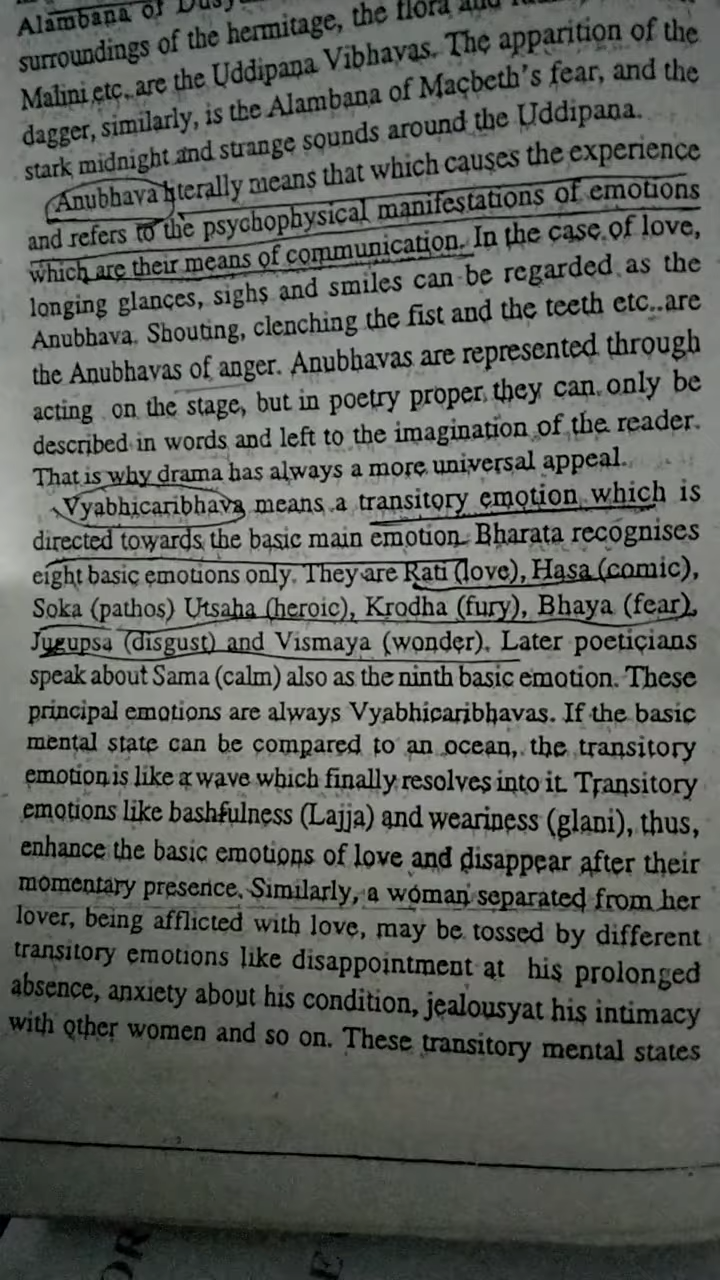 Alambana of
surroundings of the hermitage, the flora and
Malini etc. are the Uddipana Vibhavas. The apparition of the
dagger, similarly, is the Alambana of Macbeth's fear, and the
stark midnight and strange sounds around the Uddipana.
Anubhava literally means that which causes the experience
and refers to the psychophysical manifestations of emotions
which are their means of communication. In the case of love,
longing glances, sighs and smiles can be regarded as the
Anubhava. Shouting, clenching the fist and the teeth etc..are
the Anubhavas of anger. Anubhavas are represented through
acting on the stage, but in poetry proper, they can only be
described in words and left to the imagination of the reader.
That is why drama has always a more universal appeal.
Vyabhicaribhava means a transitory emotion which is
directed towards the basic main emotion. Bharata recognises
eight basic emotions only. They are Rati (love), Hasa (comic),
Soka (pathos) Utsaha (heroic), Krodha (fury), Bhaya (fear),
Jugupsa (disgust) and Vismaya (wonder). Later poeticians
speak about Sama (calm) also as the ninth basic emotion. These
principal emotions are always Vyabhicaribhavas. If the basic
mental state can be compared to an ocean, the transitory
emotion is like a wave which finally resolves into it. Transitory
emotions like bashfulness (Lajja) and weariness (glani), thus,
enhance the basic emotions of love and disappear after their
momentary presence. Similarly, a woman separated from her
lover, being afflicted with love, may be tossed by different
transitory emotions like disappointment at his prolonged
absence, anxiety about his condition, jealousyat his intimacy
with other women and so on. These transitory mental states